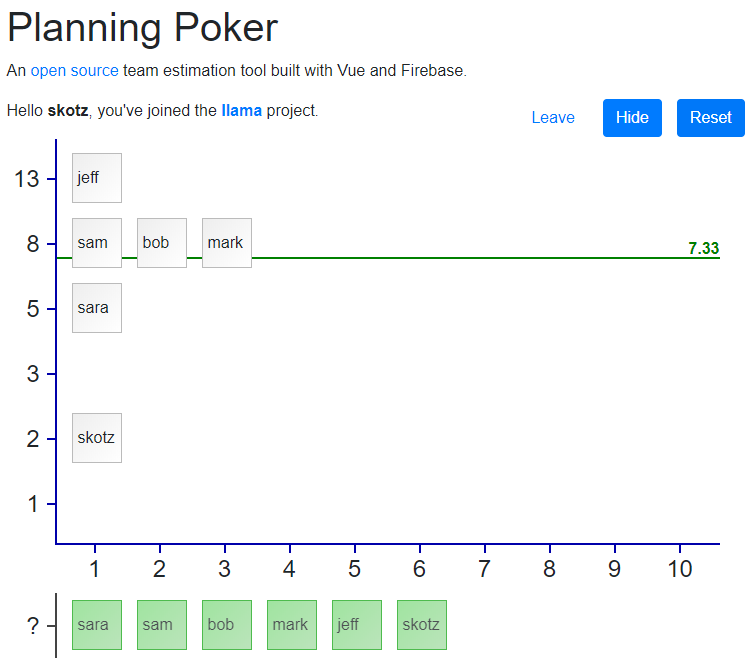 Planning Poker
An open source team estimation tool built with Vue and Firebase.
Hello skotz, you've joined the llama project.
Leave Hide Reset
13 jeff
8 sam bob mark 7.33
5 sara
3
2 skotz
1
1 2 3 4 5 6 7 8 9 10
? sara sam bob mark jeff skotz